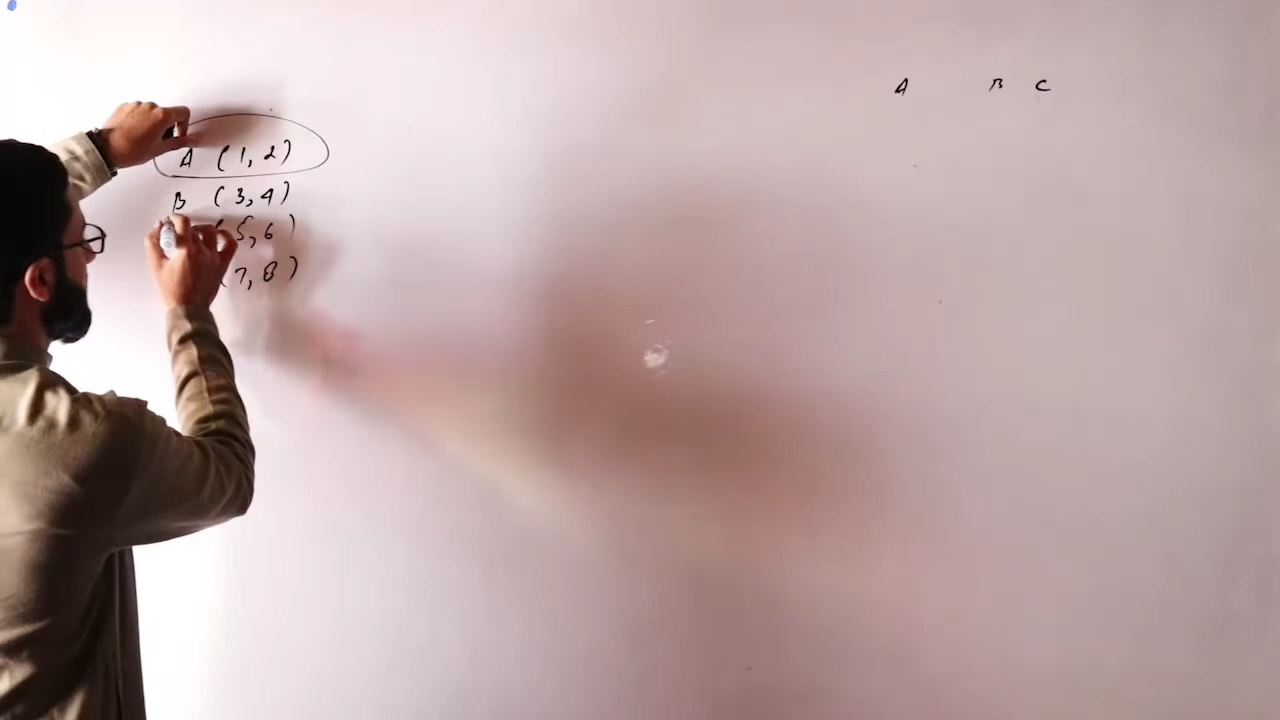 A (1, 2)
B (3, 4)
(5, 6)
(7, 8)
A B C